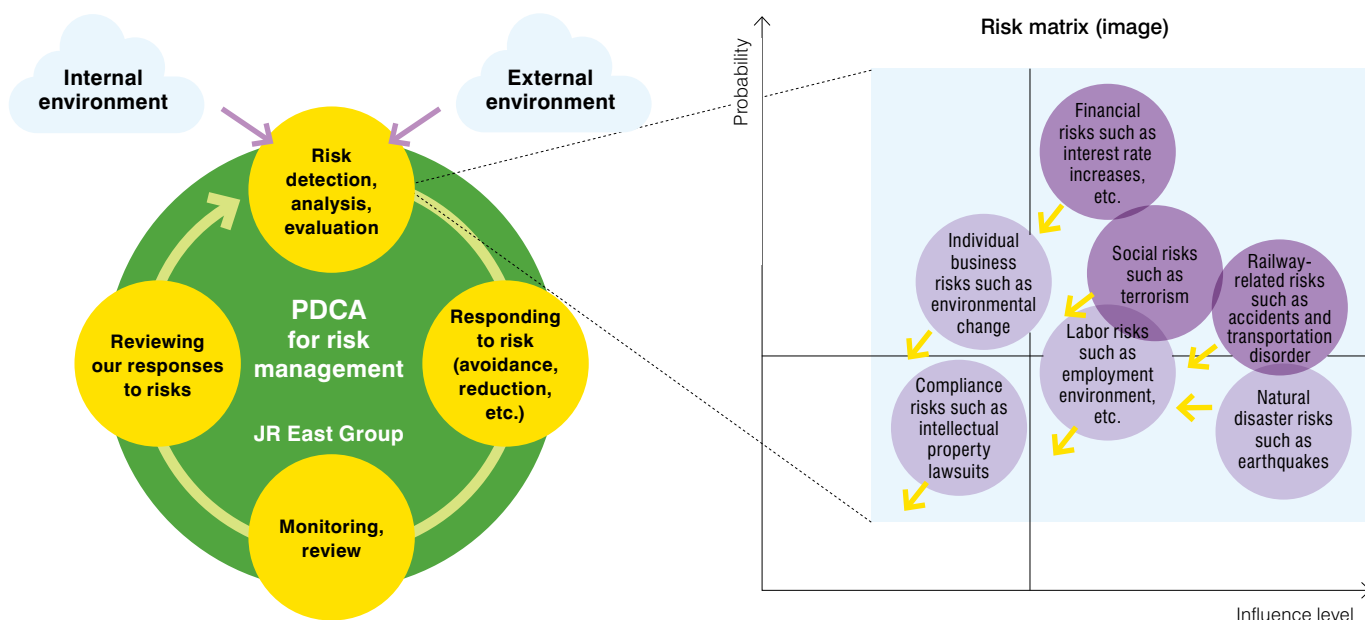 Internal
environment
External
environment
Risk
detection,
analysis,
evaluation
PDCA
for risk
management
JR East Group
Responding
to risk
(avoidance,
reduction,
etc.)
Monitoring,
review
Reviewing
our responses
to risks
Risk matrix (image)
Probability
Financial
risks such as
interest rate
increases,
etc.
Individual
business
risks such as
environmental
change
Social risks
such as
terrorism
Railway-
related risks
such as
accidents and
transportation
disorder
Labor risks
such as
employment
environment,
etc.
Compliance
risks such as
intellectual
property
lawsuits
Natural
disaster risks
such as
earthquakes
Influence level